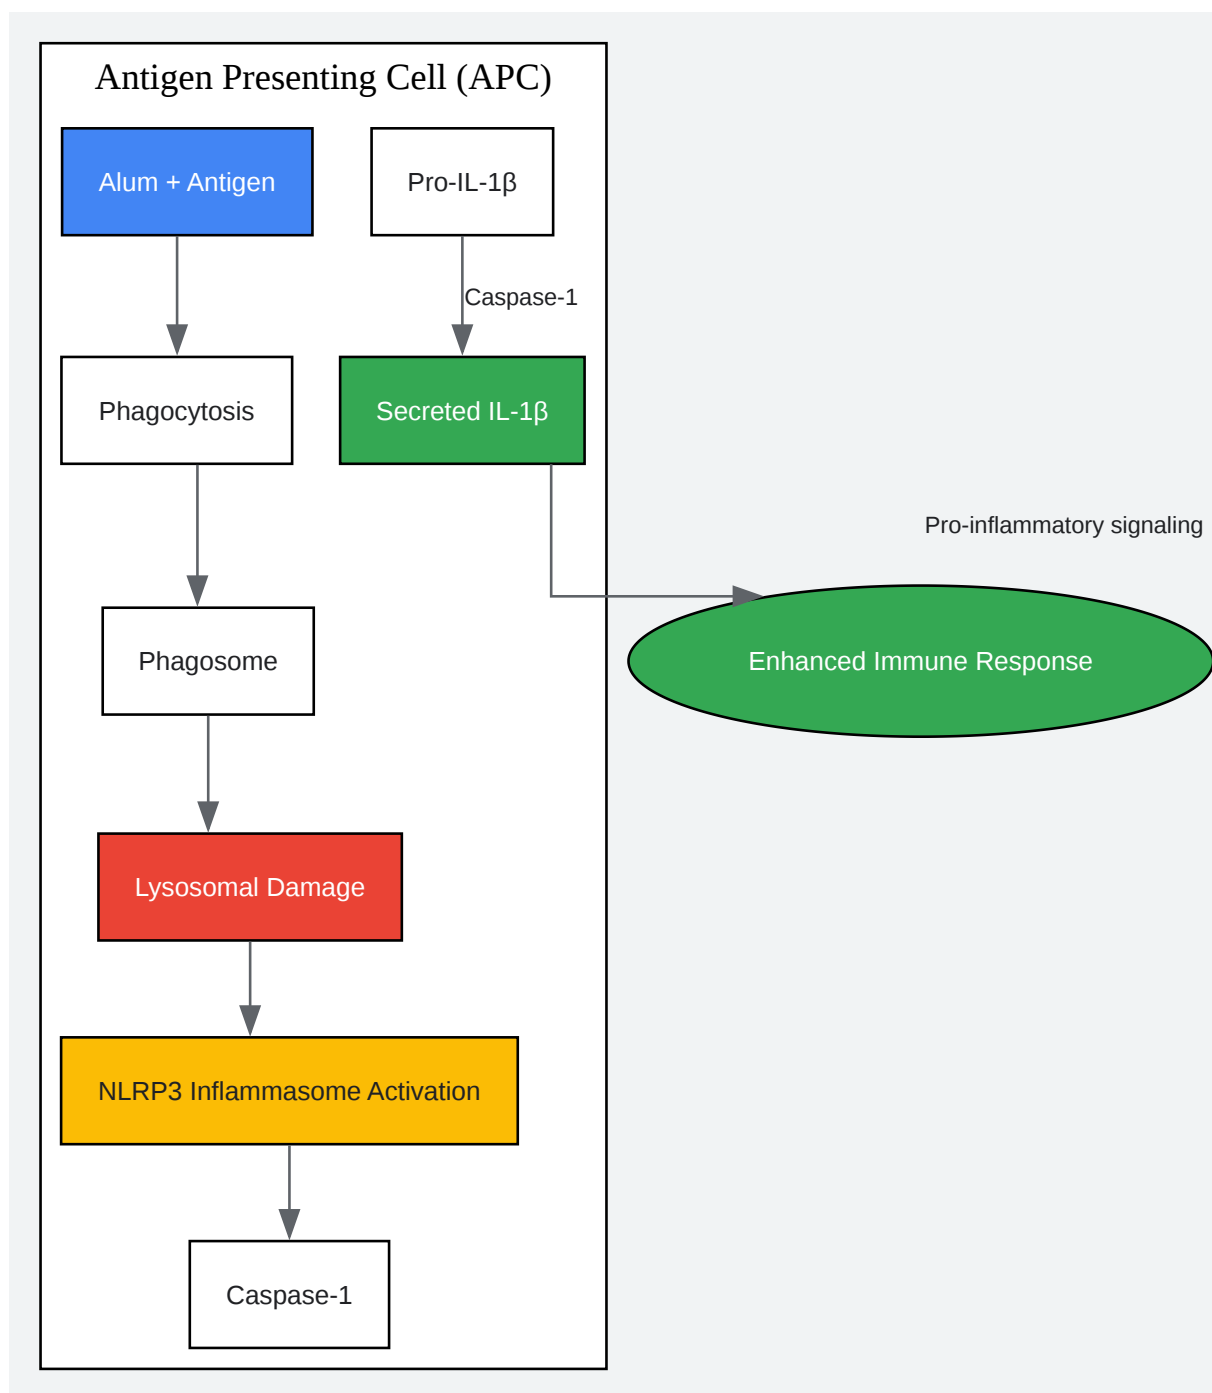 Antigen Presenting Cell (APC)
Alum + Antigen
Pro-IL-1β
Caspase-1
Phagocytosis
Secreted IL-1β
Pro-inflammatory signaling
Phagosome
Enhanced Immune Response
Lysosomal Damage
NLRP3 Inflammasome Activation
Caspase-1